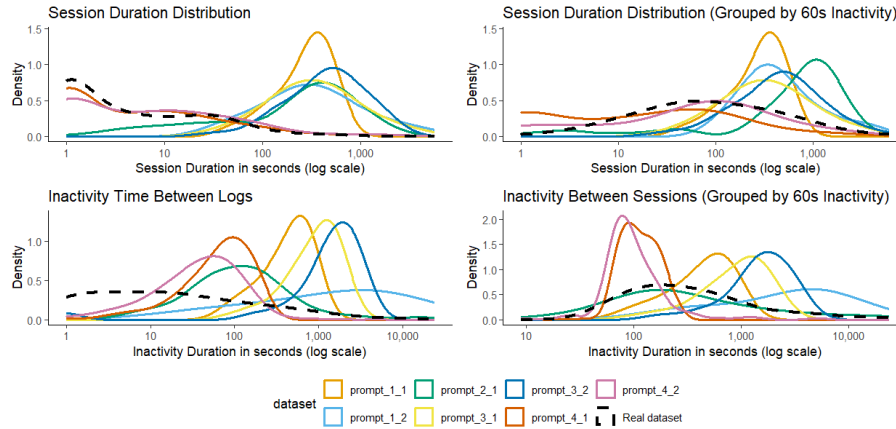 Session Duration Distribution
Density
1.5
1.0
0.5
0.0
1
10
100
1,000
Session Duration in seconds (log scale)
Session Duration Distribution (Grouped by 60s Inactivity)
Density
1.5
1.0
0.5
0.0
1
10
100
1,000
Session Duration in seconds (log scale)
Inactivity Time Between Logs
Density
1.0
0.5
0.0
1
10
100
1,000
10,000
Inactivity Duration in seconds (log scale)
Inactivity Between Sessions (Grouped by 60s Inactivity)
Density
2.0
1.5
1.0
0.5
0.0
10
100
1,000
10,000
Inactivity Duration in seconds (log scale)
dataset
prompt_1_1
prompt_2_1
prompt_3_2
prompt_4_2
prompt_1_2
prompt_3_1
prompt_4_1
Real dataset